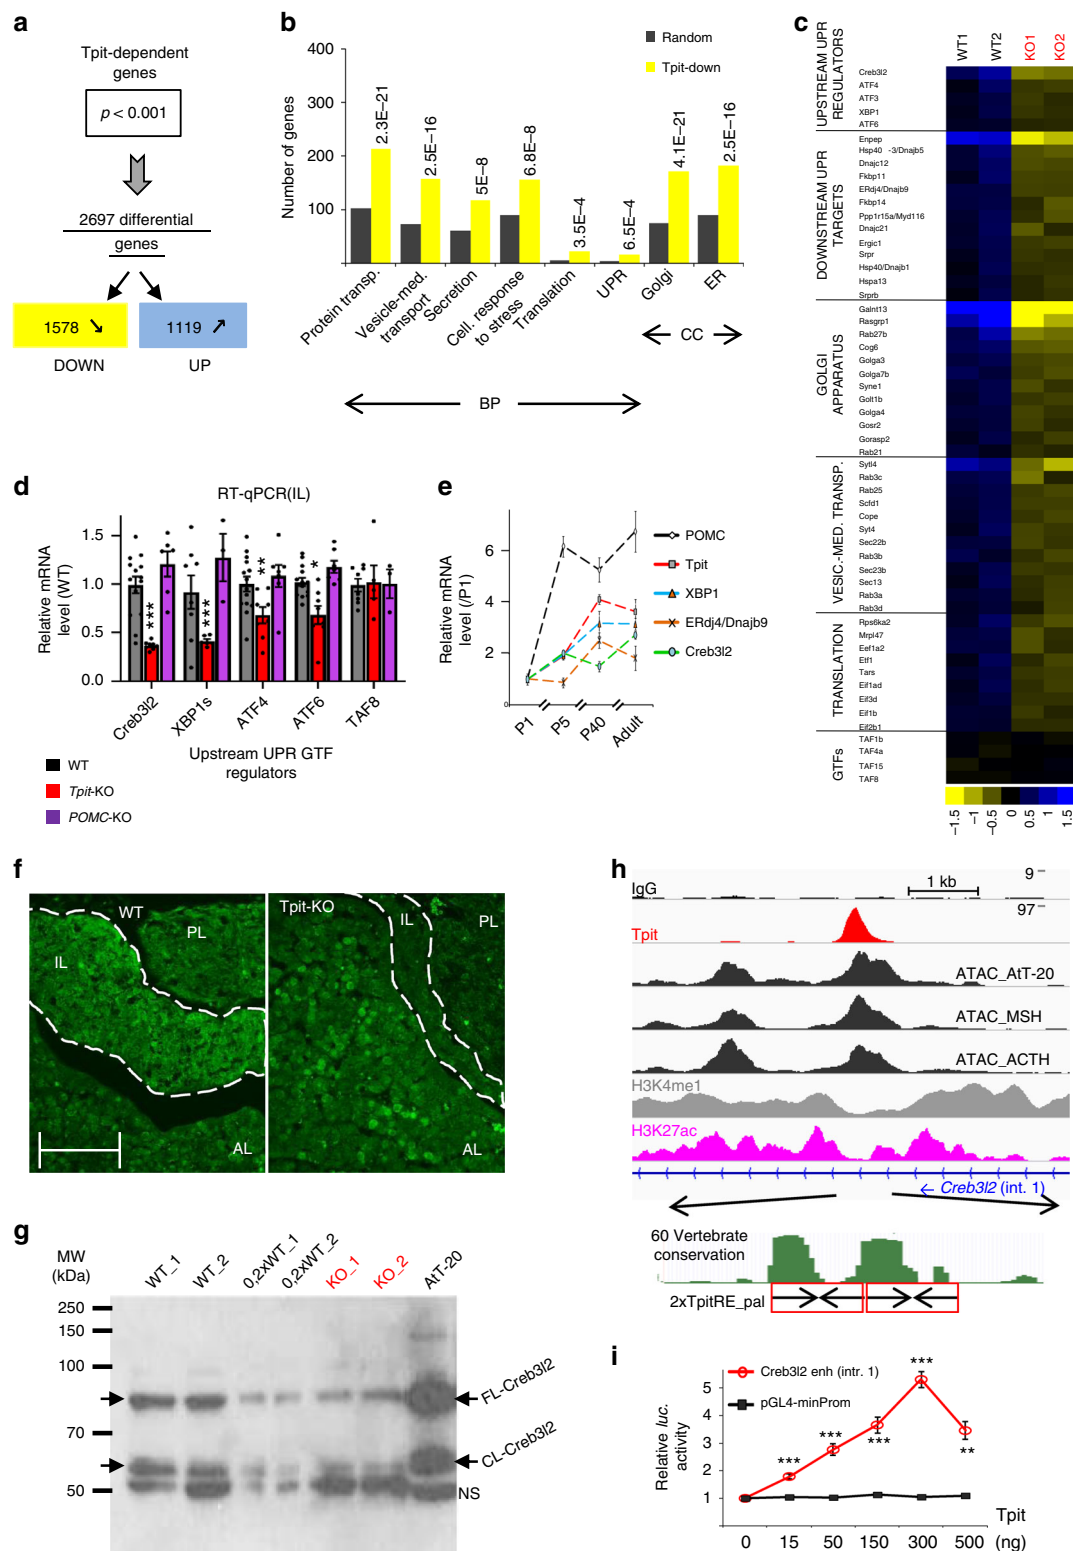 a
Tpit-dependent
genes
p < 0.001
2697 differential
genes
1578 ↘
1119 ↗
DOWN
UP
b
Random
Tpit-down
Number of genes
400
300
200
100
2.3E–21
2.5E–16
5E–8
6.8E–8
3.5E–4
6.5E–4
4.1E–21
2.5E–16
Protein transp.
Vesicle-med.
transport
Secretion
Cell. response
to stress
Translation
UPR
Golgi
ER
CC
BP
c
WT1
WT2
KO1
KO2
UPSTREAM UPR
REGULATORS
Creb3l2
ATF4
ATF3
XBP1
ATF6
DOWNSTREAM UPR
TARGETS
Enpep
Hsp40 -3/Dnajb5
Dnajc12
Fkbp11
ERdj4/Dnajb9
Fkbp14
Ppp1r15a/Myd116
Dnajc21
Ergic1
Srpr
Hsp40/Dnajb1
Hspa13
Srprb
GOLGI
APPARATUS
Galnt13
Rasgrp1
Rab27b
Cog6
Golga3
Golga7b
Syne1
Golt1b
Golga4
Gosr2
Gorasp2
Rab21
VESIC.-MED. TRANSP.
Sytl4
Rab3c
Rab25
Scfd1
Cope
Syt4
Sec22b
Rab3b
Sec23b
Sec13
Rab3a
Rab3d
TRANSLATION
Rps6ka2
Mrpl47
Eef1a2
Etf1
Tars
Eif1ad
Eif3d
Eif1b
Eif2b1
GTFs
TAF1b
TAF4a
TAF15
TAF8
–1.5
–1
–0.5
0
0.5
1
1.5
d
RT-qPCR(IL)
Relative mRNA
level (WT)
1.5
1.0
0.5
0.0
***
***
**
*
Creb3l2
XBP1s
ATF4
ATF6
TAF8
Upstream UPR GTF
regulators
WT
Tpit-KO
POMC-KO
e
Relative mRNA
level (/P1)
6
4
2
0
P1
P5
P40
Adult
POMC
Tpit
XBP1
ERdj4/Dnajb9
Creb3l2
f
WT
PL
IL
AL
Tpit-KO
IL
PL
AL
g
MW
(kDa)
WT_1
WT_2
0,2xWT_1
0,2xWT_2
KO_1
KO_2
AtT-20
250
150
100
70
50
FL-Creb3l2
CL-Creb3l2
NS
h
IgG
9
1 kb
97
Tpit
ATAC_AtT-20
ATAC_MSH
ATAC_ACTH
H3K4me1
H3K27ac
← Creb3l2 (int. 1)
60 Vertebrate
conservation
2xTpitRE_pal
i
Creb3l2 enh (intr. 1)
pGL4-minProm
Relative luc.
activity
5
4
3
2
1
***
***
***
***
**
0 15 50 150 300 500
Tpit
(ng)